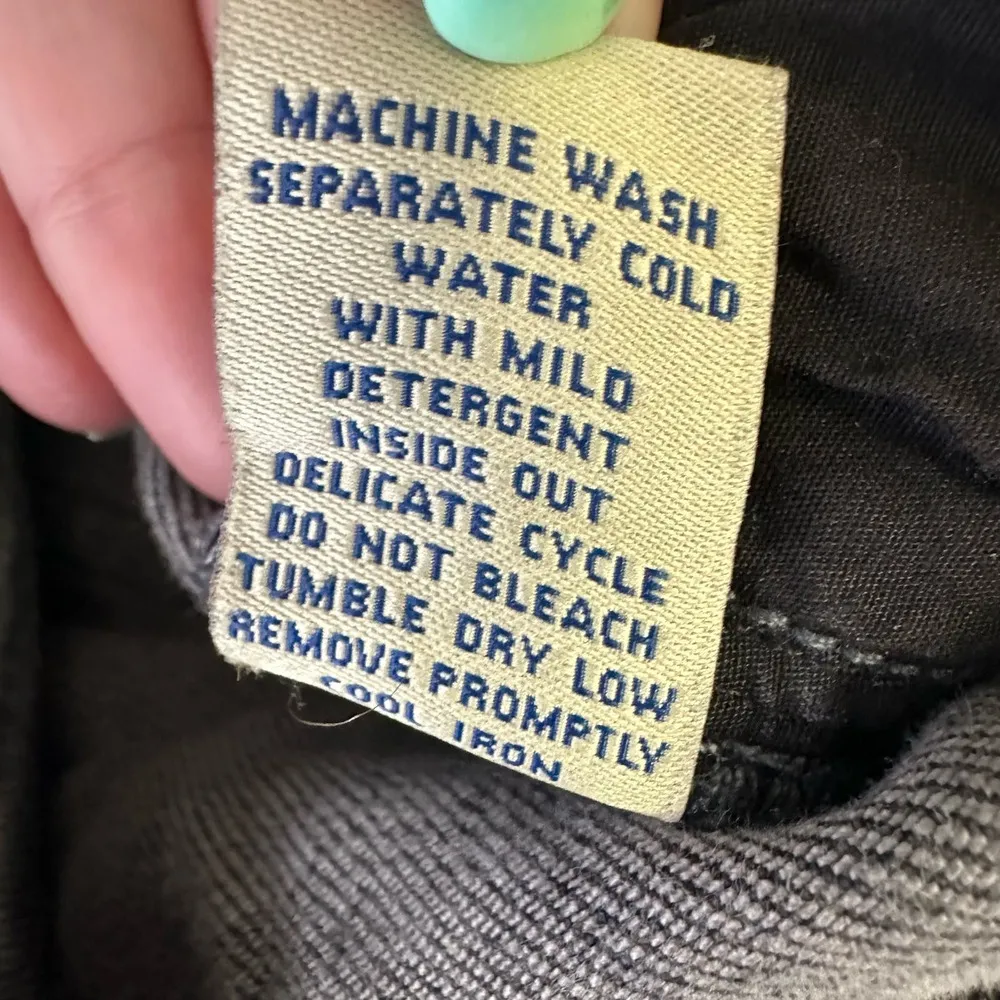 MACHINE WASH
SEPARATELY COLD
WATER
WITH MILD
DETERGENT
INSIDE OUT
DELICATE CYCLE
DO NOT BLEACH
TUMBLE DRY LOW
REMOVE PROMPTLY
COOL IRON